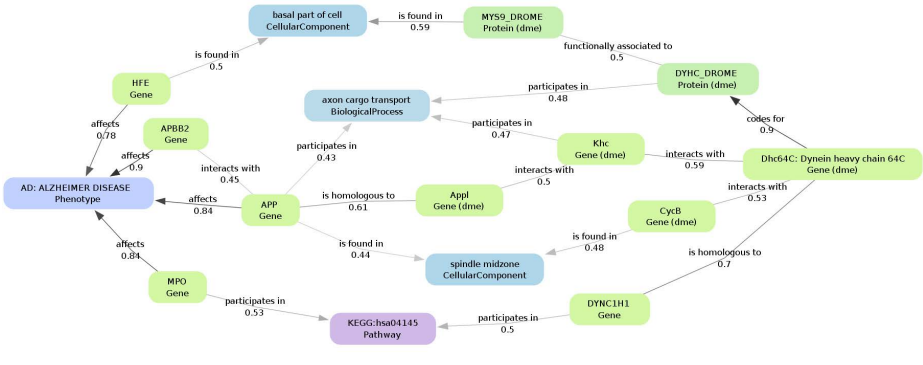 basal part of cell
CellularComponent
is found in
0.59
MYS9_DROME
Protein (dme)
functionally associated to
0.5
is found in
0.5
DYHC_DROME
Protein (dme)
HFE
Gene
participates in
0.48
axon cargo transport
BiologicalProcess
affects
0.78
APBB2
Gene
participates in
0.47
codes for
0.9
participates in
0.43
Khc
Gene (dme)
affects
0.9
interacts with
0.45
interacts with
0.59
Dhc64C: Dynein heavy chain 64C
Gene (dme)
interacts with
0.5
AD: ALZHEIMER DISEASE
Phenotype
affects
0.84
APP
Gene
is homologous to
0.61
Appl
Gene (dme)
interacts with
0.53
CycB
Gene (dme)
affects
0.84
is found in
0.44
is found in
0.48
is homologous to
0.7
spindle midzone
CellularComponent
MPO
Gene
participates in
0.53
DYNC1H1
Gene
KEGG:hsa04145
Pathway
participates in
0.5